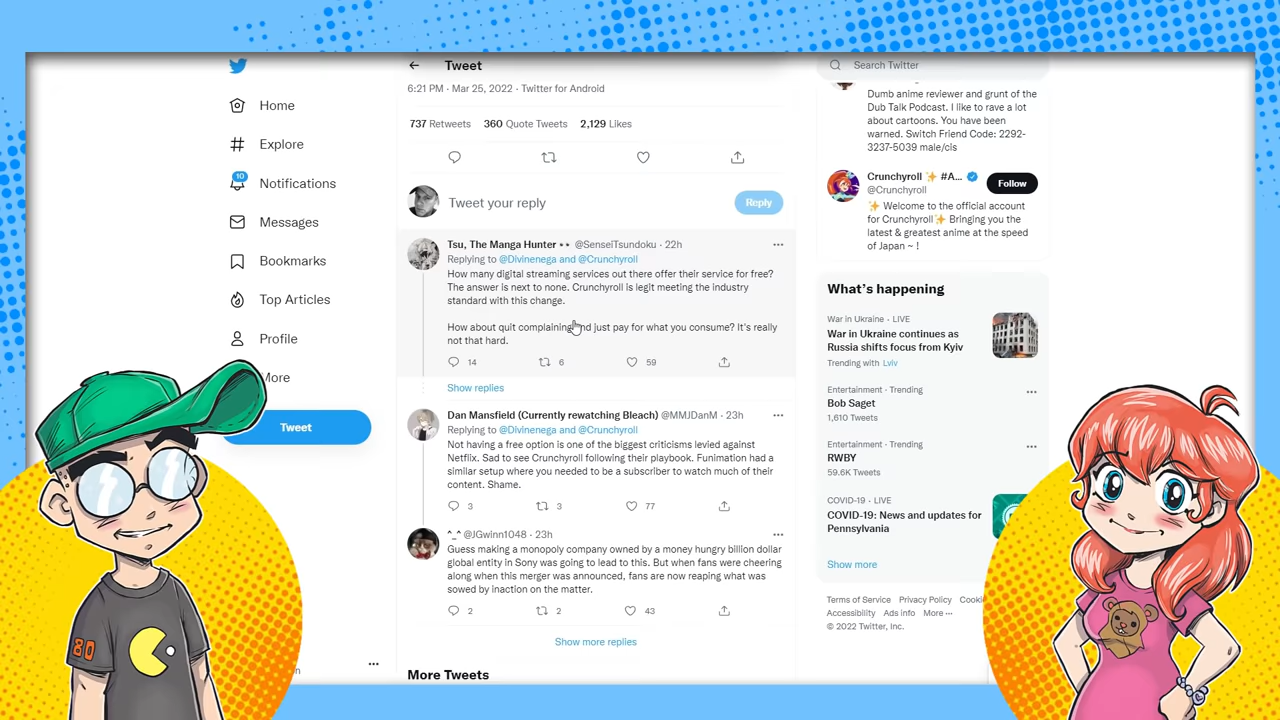 Home
Explore
10
Notifications
Messages
Bookmarks
Top Articles
Profile
More
Tweet
Tweet
6:21 PM · Mar 25, 2022 · Twitter for Android
737 Retweets 360 Quote Tweets 2,129 Likes
Tweet your reply
Reply
Tsu, The Manga Hunter @SenseiTsundoku · 22h
Replying to @Divinenega and @Crunchyroll
How many digital streaming services out there offer their service for free?
The answer is next to none. Crunchyroll is legit meeting the industry
standard with this change.
How about quit complaining and just pay for what you consume? It's really
not that hard.
14 6 59
Show replies
Dan Mansfield (Currently rewatching Bleach) @MMJDanM · 23h
Replying to @Divinenega and @Crunchyroll
Not having a free option is one of the biggest criticisms levied against
Netflix. Sad to see Crunchyroll following their playbook. Funimation had a
similar setup where you needed to be a subscriber to watch much of their
content. Shame.
3 3 77
^_^ @JGwinn1048 · 23h
Guess making a monopoly company owned by a money hungry billion dollar
global entity in Sony was going to lead to this. But when fans were cheering
along when this merger was announced, fans are now reaping what was
sowed by inaction on the matter.
2 2 43
Show more replies
More Tweets
Search Twitter
Dumb anime reviewer and grunt of the
Dub Talk Podcast. I lke to rave a lot
about cartoons. You have been
warned. Switch Friend Code: 2292-
3237-5039 male/cls
Crunchyroll ✨ #A...
@Crunchyroll
Follow
✨ Welcome to the official account
for Crunchyroll✨ Bringing you the
latest & greatest anime at the speed
of Japan ~ !
What's happening
War in Ukraine · LIVE
War in Ukraine continues as
Russia shifts focus from Kyiv
Trending with Lviv
Entertainment · Trending
Bob Saget
1,610 Tweets
Entertainment · Trending
RWBY
59.6K Tweets
COVID-19 · LIVE
COVID-19: News and updates for
Pennsylvania
Show more
Terms of Service Privacy Policy
Accessibility Ads info More ···
© 2022 Twitter, Inc.
80